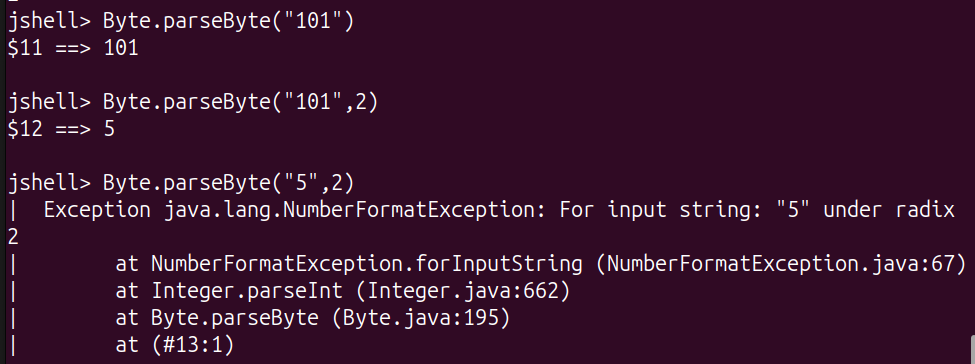 jshell> Byte.parseByte("101")
$11 ==> 101
jshell> Byte.parseByte("101",2)
$12 ==> 5
jshell> Byte.parseByte("5",2)
|  Exception java.lang.NumberFormatException: For input string: "5" under radix
2
|        at NumberFormatException.forInputString (NumberFormatException.java:67)
|        at Integer.parseInt (Integer.java:662)
|        at Byte.parseByte (Byte.java:195)
|        at (#13:1)